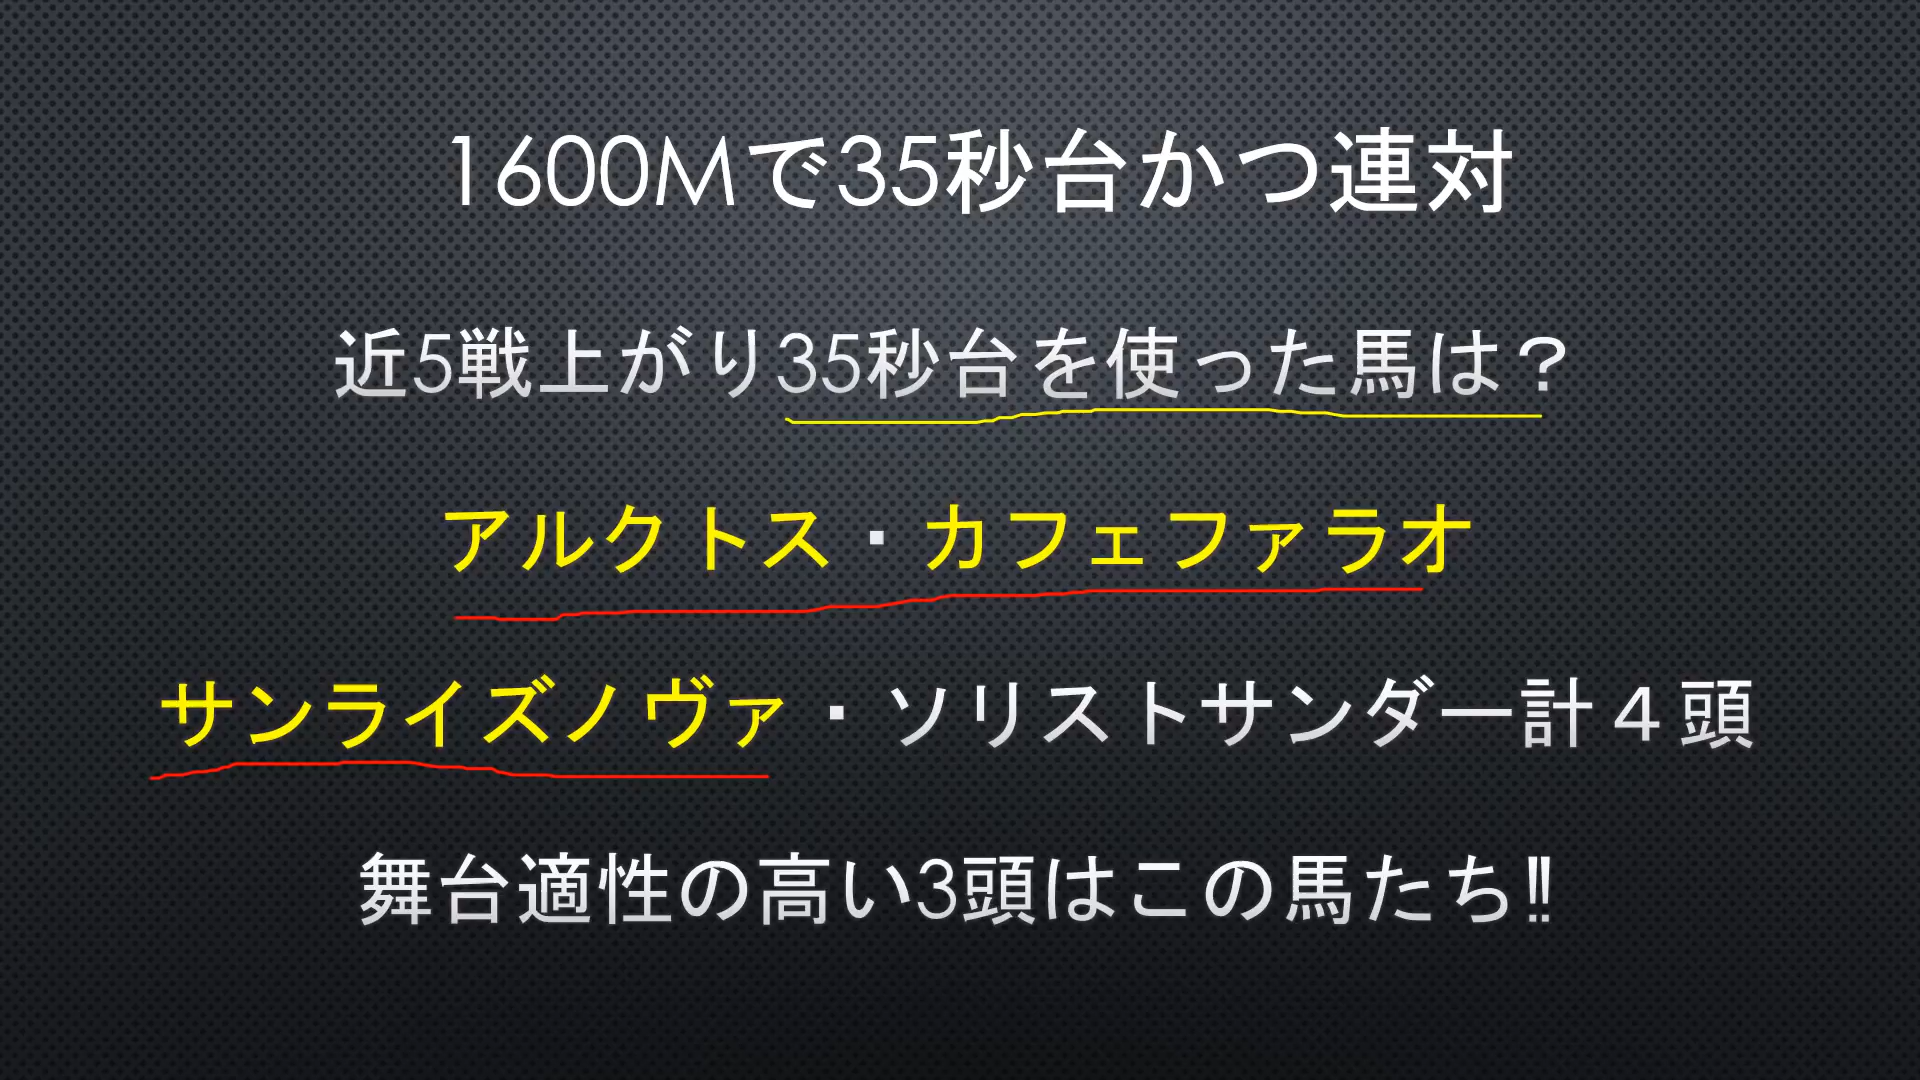 1600Mで35秒台かつ連対
近5戦上がり35秒台を使った馬は？
アルクトス・カフェファラオ
サンライズノヴァ・ソリストサンダー計４頭
舞台適性の高い3頭はこの馬たち‼